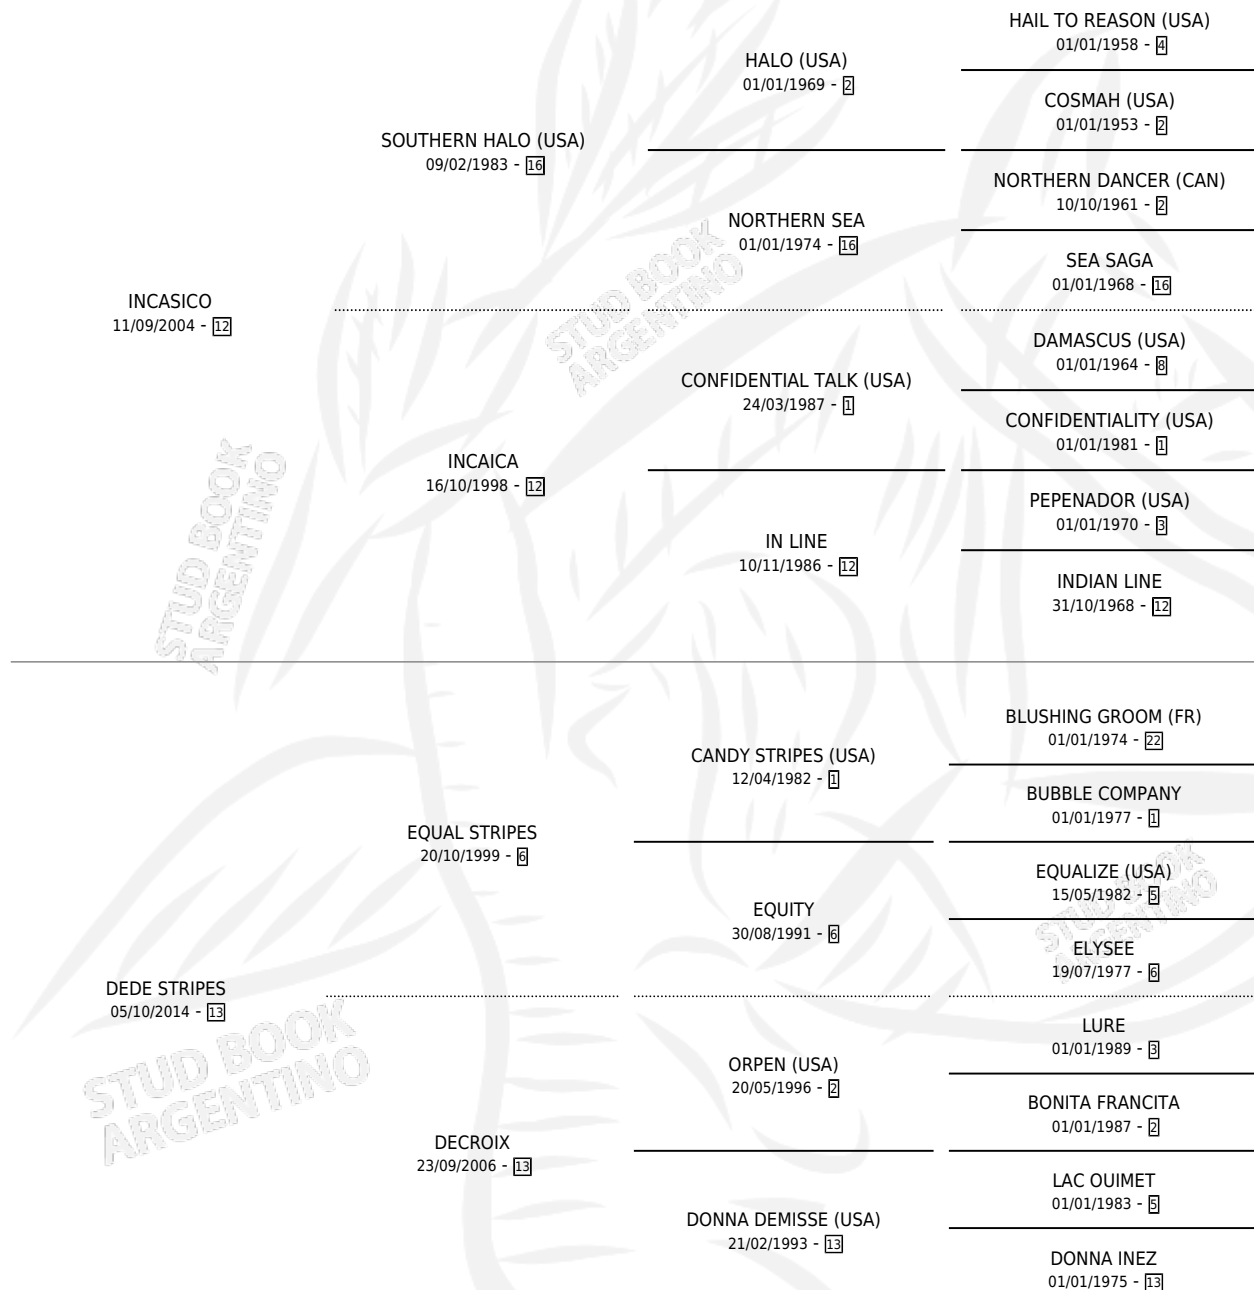 HAIL TO REASON (USA)
01/01/1958 - 4
HALO (USA)
01/01/1969 - 2
COSMAH (USA)
01/01/1953 - 2
SOUTHERN HALO (USA)
09/02/1983 - 16
NORTHERN DANCER (CAN)
10/10/1961 - 2
NORTHERN SEA
01/01/1974 - 16
SEA SAGA
01/01/1968 - 16
STUD BOOK
ARGENTINO
INCASICO
11/09/2004 - 12
DAMASCUS (USA)
01/01/1964 - 8
CONFIDENTIAL TALK (USA)
24/03/1987 - 1
CONFIDENTIALITY (USA)
01/01/1981 - 1
INCAICA
16/10/1998 - 12
PEPENADOR (USA)
01/01/1970 - 3
IN LINE
10/11/1986 - 12
INDIAN LINE
31/10/1968 - 12
STUD BOOK
ARGENTINO
BLUSHING GROOM (FR)
01/01/1974 - 22
CANDY STRIPES (USA)
12/04/1982 - 1
BUBBLE COMPANY
01/01/1977 - 1
EQUAL STRIPES
20/10/1999 - 6
EQUALIZE (USA)
15/05/1982 - 5
EQUITY
30/08/1991 - 6
ELYSEE
19/07/1977 - 6
STUD BOOK
ARGENTINO
DEDE STRIPES
05/10/2014 - 13
LURE
01/01/1989 - 3
ORPEN (USA)
20/05/1996 - 2
BONITA FRANCITA
01/01/1987 - 2
STUD BOOK
ARGENTINO
DECROIX
23/09/2006 - 13
LAC OUIMET
01/01/1983 - 5
DONNA DEMISSE (USA)
21/02/1993 - 13
DONNA INEZ
01/01/1975 - 13